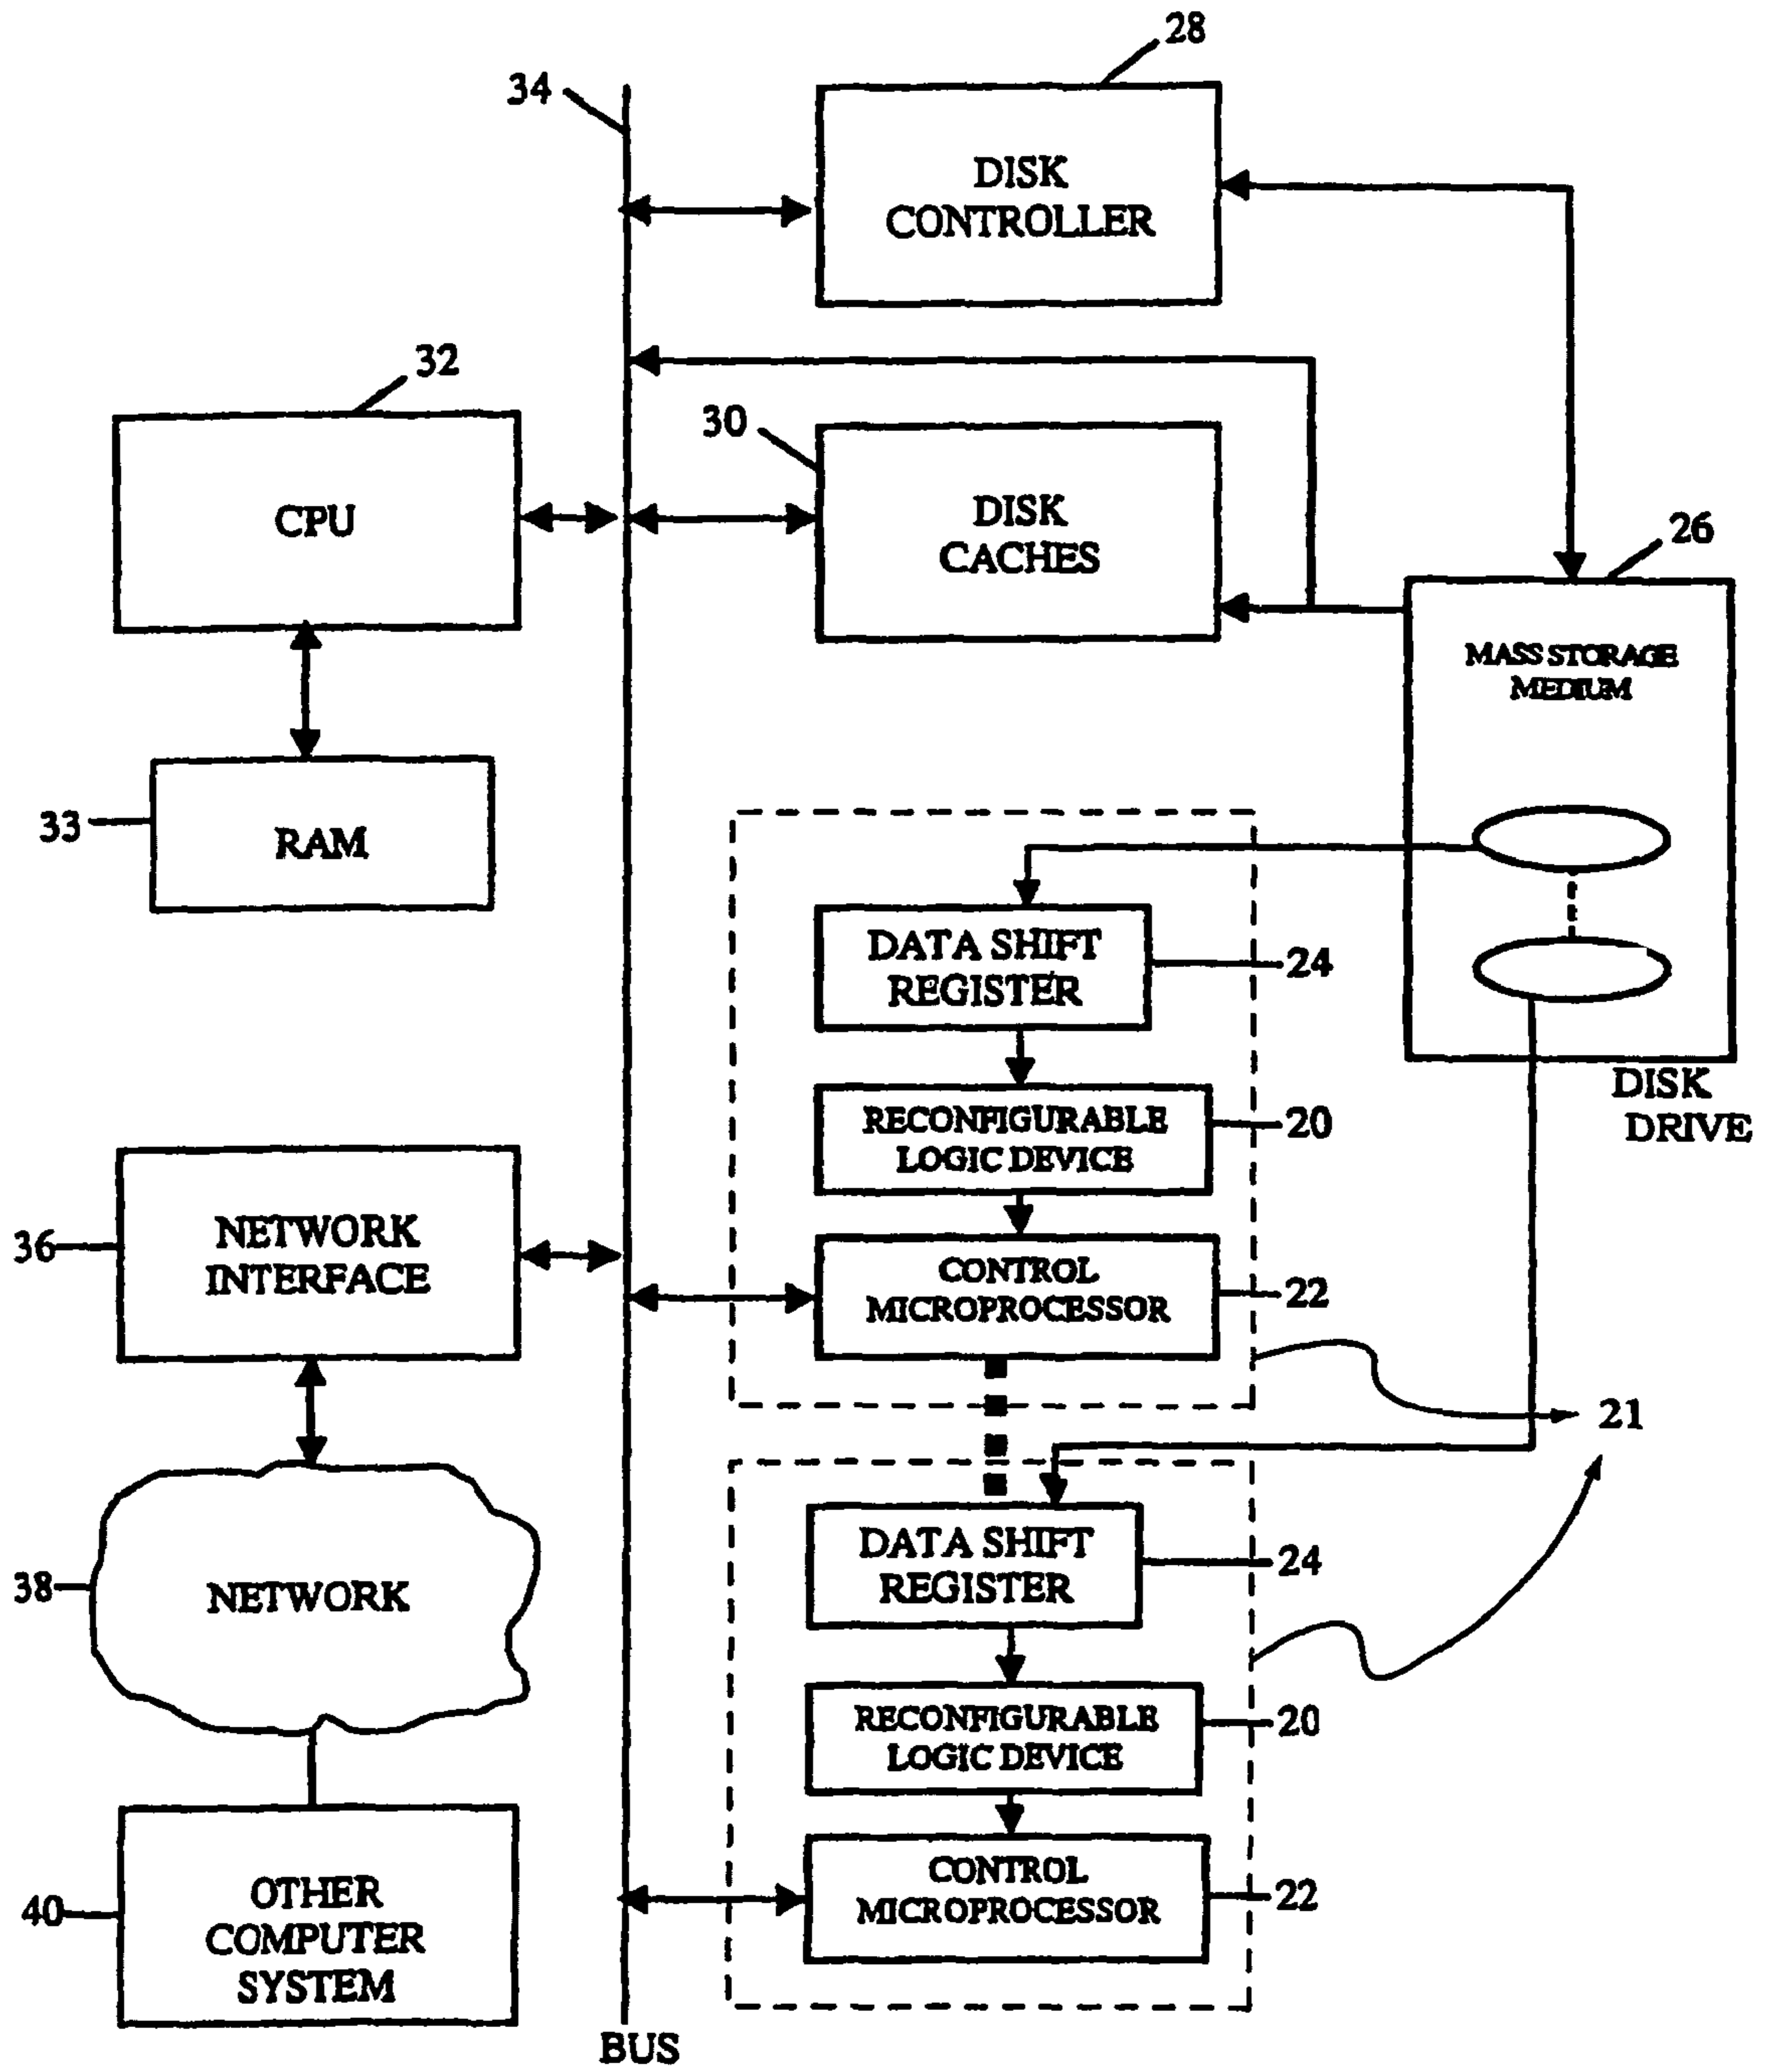 28
34
DISK
CONTROLLER
32
30
CPU
DISK
CACHES
26
MASS STORAGE
MEDIUM
33
RAM
DATA SHIFT
REGISTER
24
DISK
DRIVE
RECONFIGURABLE
LOGIC DEVICE
20
36
NETWORK
INTERFACE
CONTROL
MICROPROCESSOR
22
21
DATA SHIFT
REGISTER
24
38
NETWORK
RECONFIGURABLE
LOGIC DEVICE
20
CONTROL
MICROPROCESSOR
22
40
OTHER
COMPUTER
SYSTEM
BUS